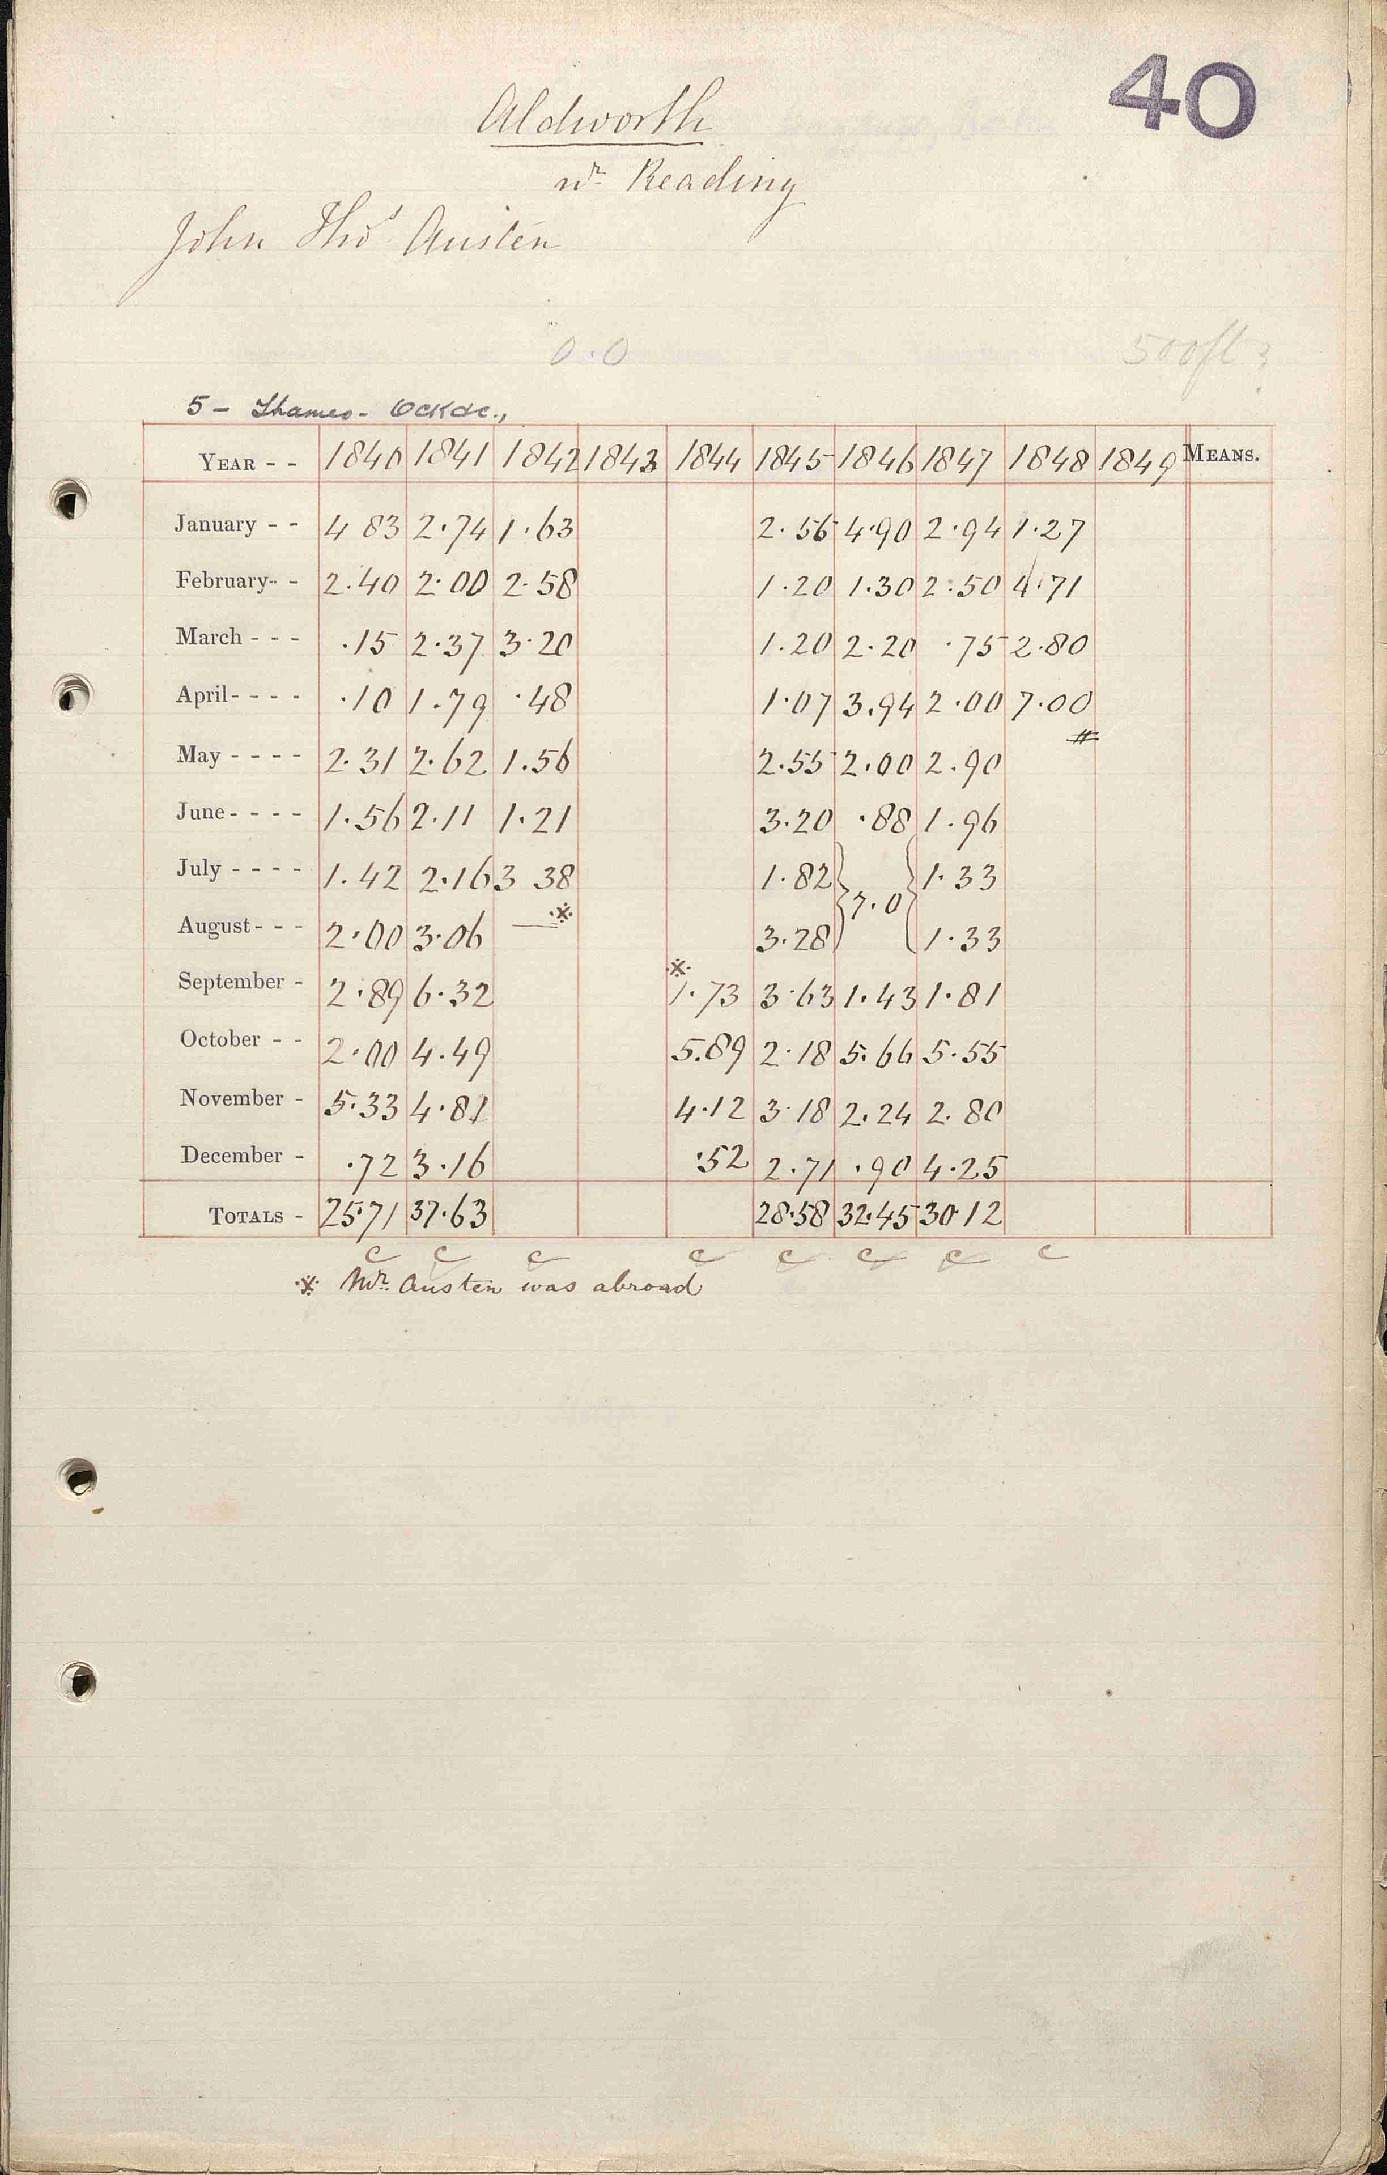 40
Aldworth
nr Reading
John Thos Austen
0.0 500ft ?
5 - Thames - Ock &c.,
YEAR - - 1840 1841 1842 1843 1844 1845 1846 1847 1848 1849 MEANS.
January - - 4 83 2.74 1.63 2.56 4.90 2.94 1.27
February - - 2.40 2.00 2.58 1.20 1.30 2.50 4.71
March - - - .15 2.37 3.20 1.20 2.20 .75 2.80
April - - - - .10 1.79 .48 1.07 3.94 2.00 7.00
May - - - - 2.31 2.62 1.56 2.55 2.00 2.90
June - - - - 1.56 2.11 1.21 3.20 .88 1.96
July - - - - 1.42 2.16 3 38 1.82 } 7.0 { 1.33
August - - - 2.00 3.06 — ※ 3.28 1.33
September - 2.89 6.32 ※ 1.73 3.63 1.43 1.81
October - - 2.00 4.49 5.89 2.18 5.66 5.55
November - 5.33 4.81 4.12 3.18 2.24 2.80
December - .72 3.16 .52 2.71 .90 4.25
TOTALS - 25.71 37.63 28.58 32.45 30.12
c c c c c c c c
※ Mr. Austen was abroad